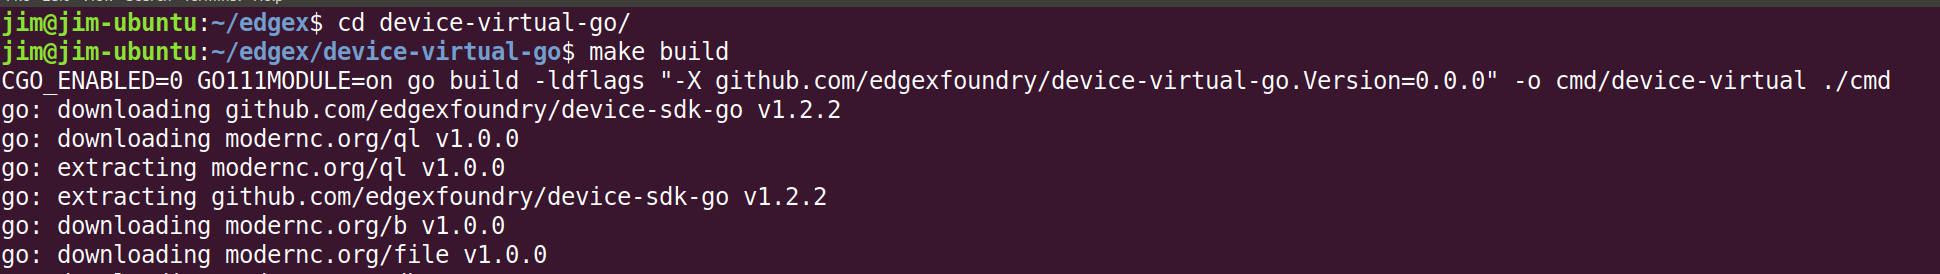 jim@jim-ubuntu:~/edgex$ cd device-virtual-go/
jim@jim-ubuntu:~/edgex/device-virtual-go$ make build
CGO_ENABLED=0 GO111MODULE=on go build -ldflags "-X github.com/edgexfoundry/device-virtual-go.Version=0.0.0" -o cmd/device-virtual ./cmd
go: downloading github.com/edgexfoundry/device-sdk-go v1.2.2
go: downloading modernc.org/ql v1.0.0
go: extracting modernc.org/ql v1.0.0
go: extracting github.com/edgexfoundry/device-sdk-go v1.2.2
go: downloading modernc.org/b v1.0.0
go: downloading modernc.org/file v1.0.0